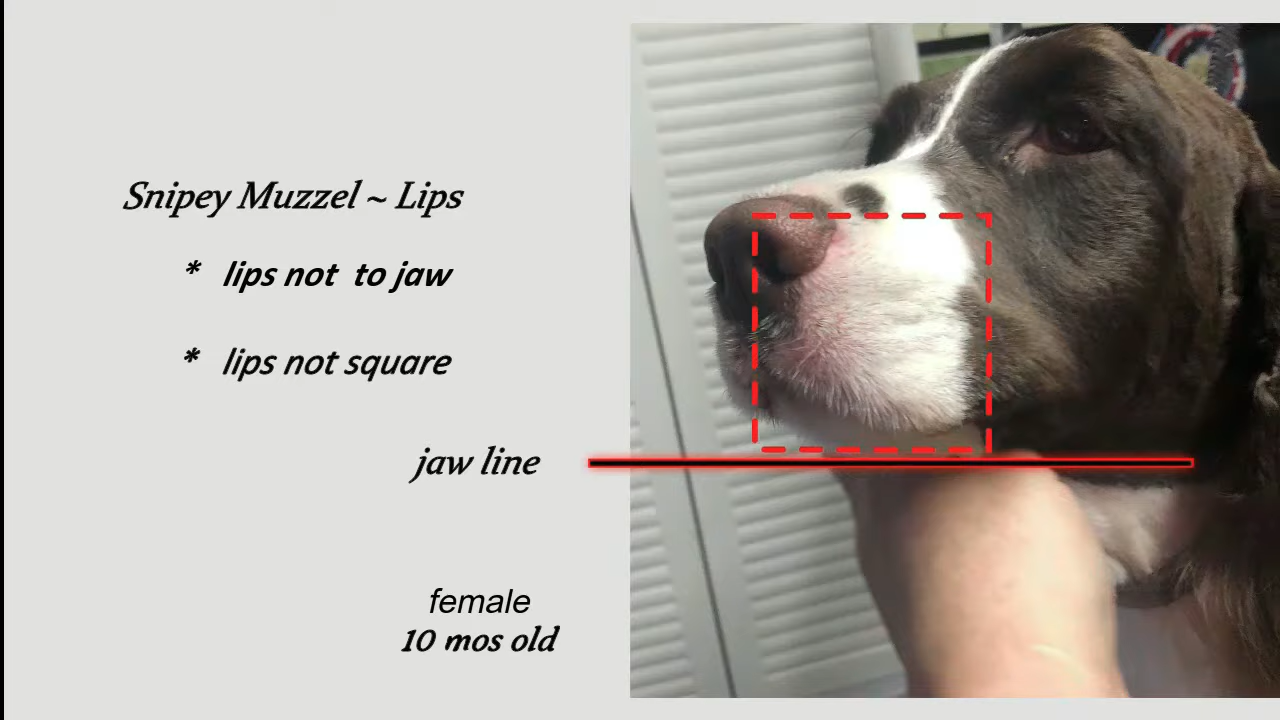 Snipey Muzzel ~ Lips
* lips not to jaw
* lips not square
jaw line
female
10 mos old